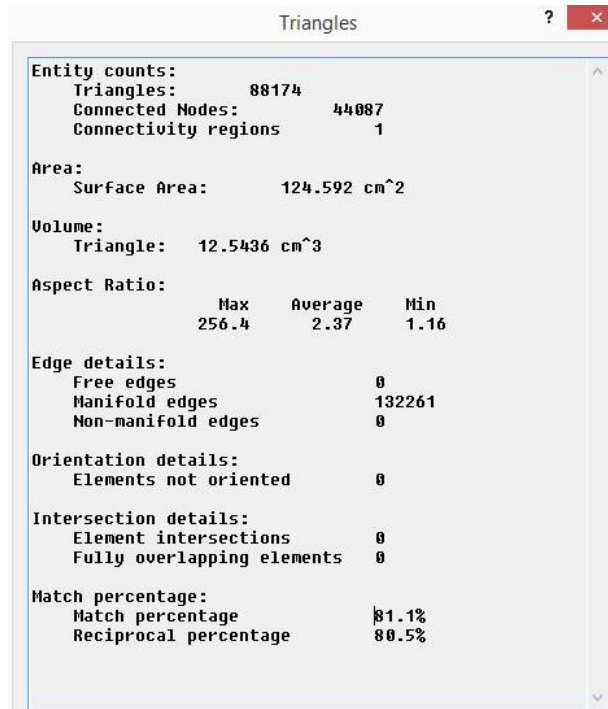 Triangles
?
×
Entity counts:
Triangles: 88174
Connected Nodes: 44087
Connectivity regions 1
Area:
Surface Area: 124.592 cm^2
Volume:
Triangle: 12.5436 cm^3
Aspect Ratio:
Max Average Min
256.4 2.37 1.16
Edge details:
Free edges 0
Manifold edges 132261
Non-manifold edges 0
Orientation details:
Elements not oriented 0
Intersection details:
Element intersections 0
Fully overlapping elements 0
Match percentage:
Match percentage 81.1%
Reciprocal percentage 80.5%